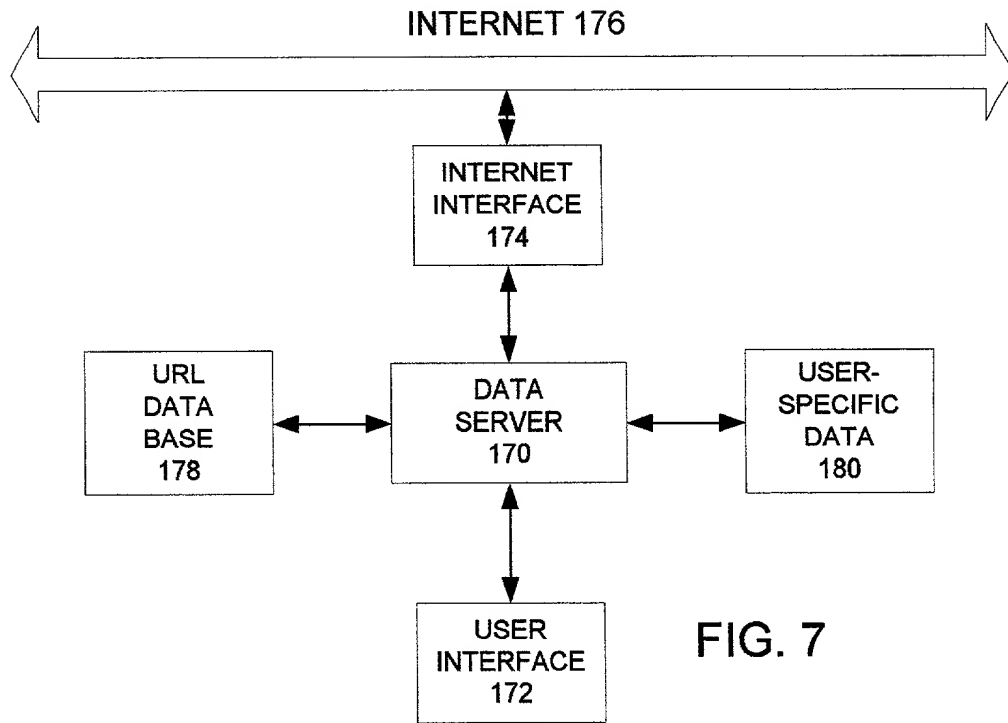 INTERNET 176
INTERNET
INTERFACE
174
URL
DATA
BASE
178
DATA
SERVER
170
USER-
SPECIFIC
DATA
180
USER
INTERFACE
172
FIG. 7